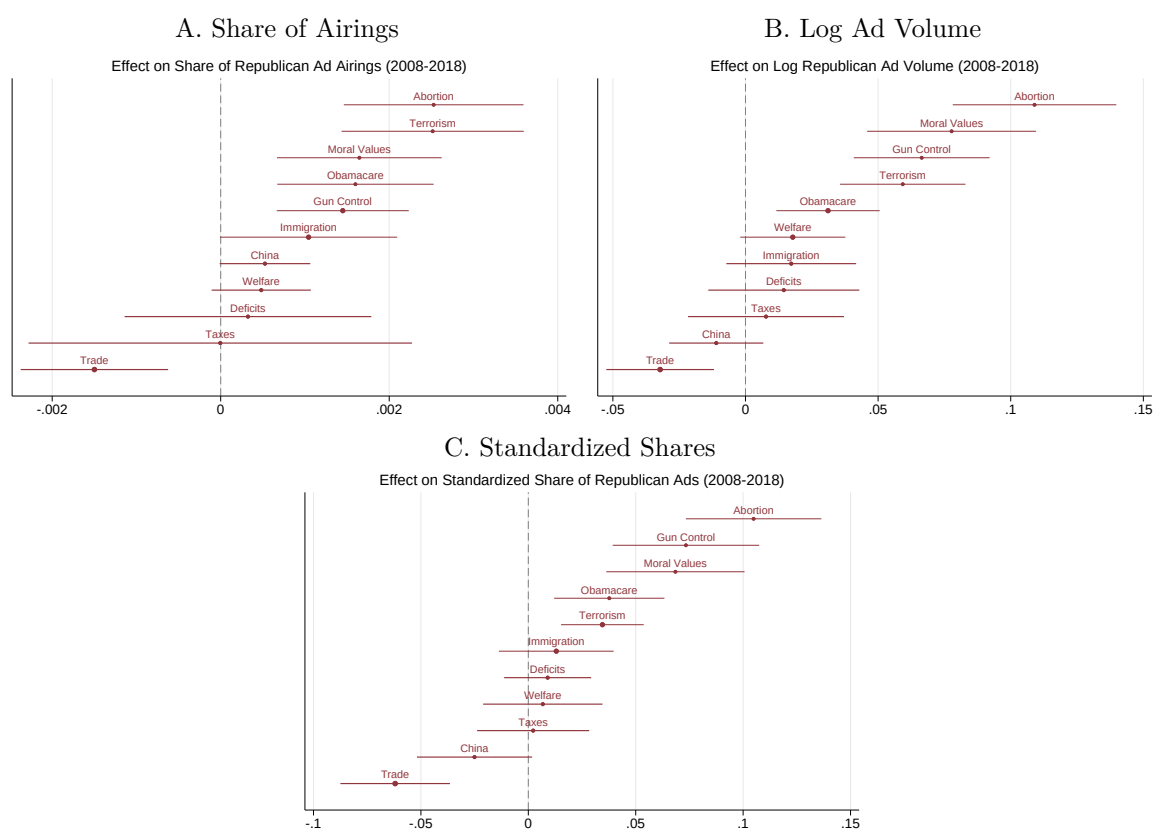 A. Share of Airings
Effect on Share of Republican Ad Airings (2008-2018)
Abortion
Terrorism
Moral Values
Obamacare
Gun Control
Immigration
China
Welfare
Deficits
Taxes
Trade
-.002 0 .002 .004
B. Log Ad Volume
Effect on Log Republican Ad Volume (2008-2018)
Abortion
Moral Values
Gun Control
Terrorism
Obamacare
Welfare
Immigration
Deficits
Taxes
China
Trade
-.05 0 .05 .1 .15
C. Standardized Shares
Effect on Standardized Share of Republican Ads (2008-2018)
Abortion
Gun Control
Moral Values
Obamacare
Terrorism
Immigration
Deficits
Welfare
Taxes
China
Trade
-.1 -.05 0 .05 .1 .15